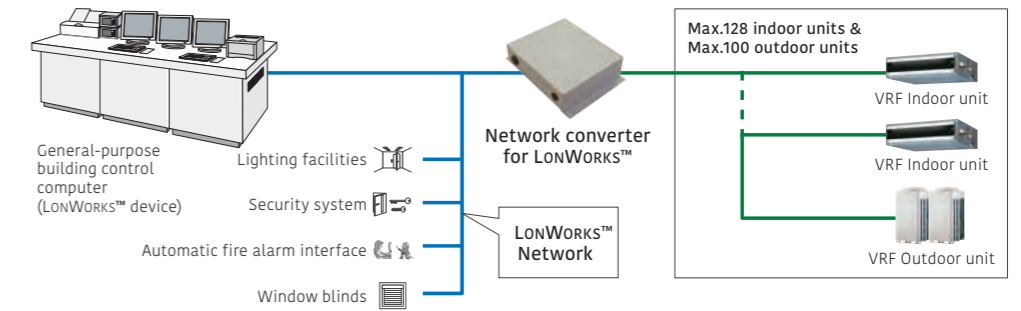 Max.128 indoor units &
Max.100 outdoor units
VRF Indoor unit
VRF Indoor unit
VRF Outdoor unit
Network converter
for LONWORKS™
General-purpose
building control
computer
(LONWORKS™ device)
Lighting facilities
Security system
Automatic fire alarm interface
Window blinds
LONWORKS™
Network